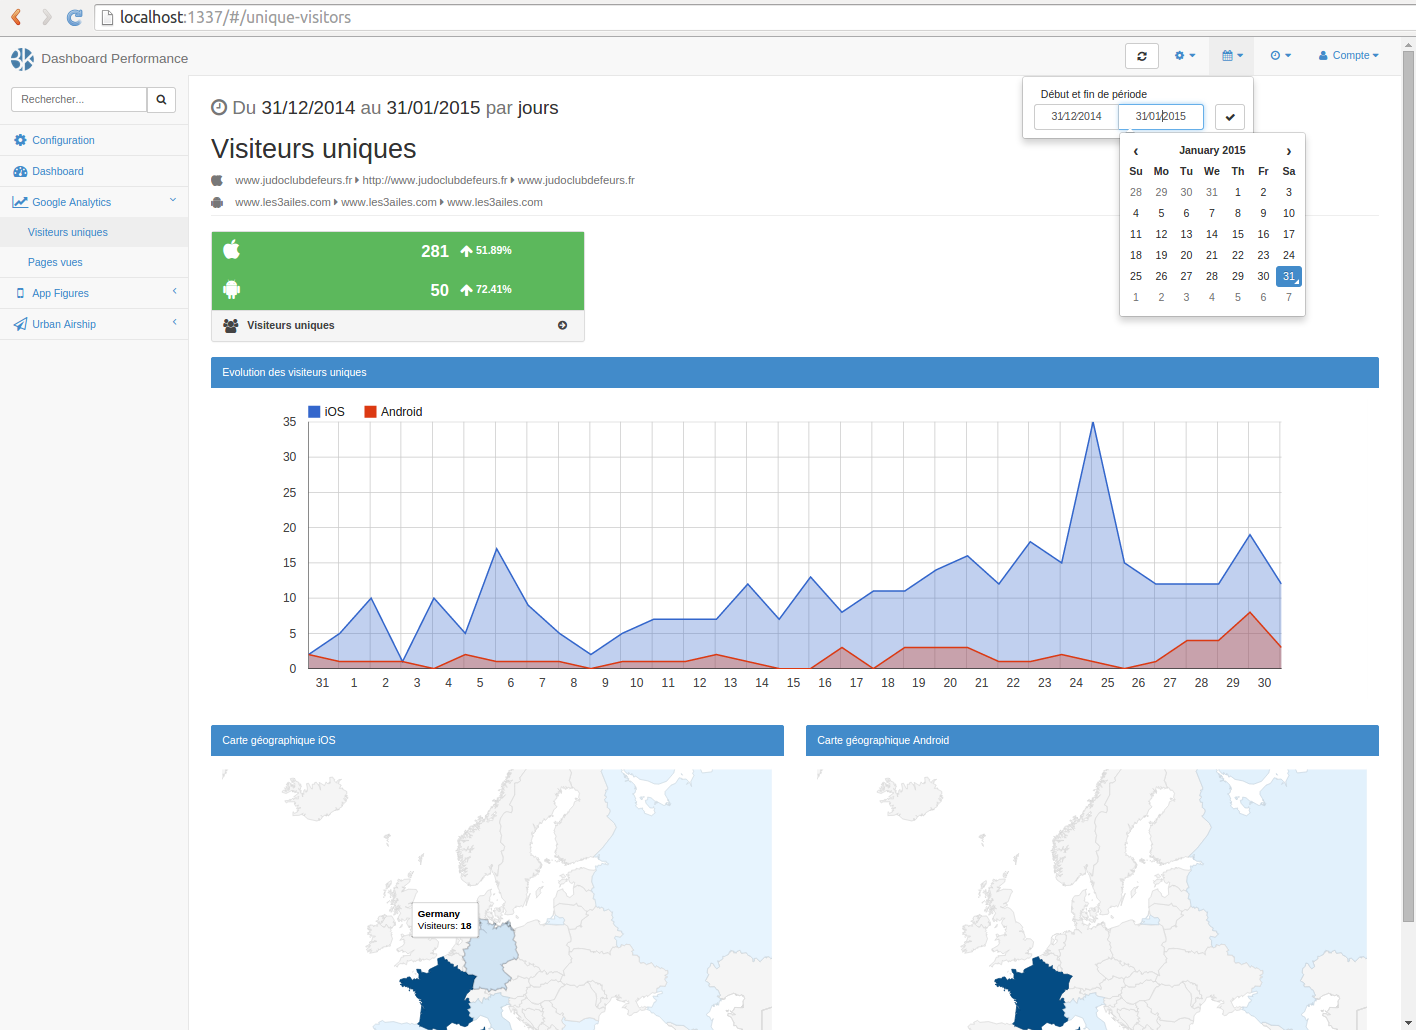 localhost:1337/#/unique-visitors
Dashboard Performance
Compte
Rechercher...
Configuration
Dashboard
Google Analytics
Visiteurs uniques
Pages vues
App Figures
Urban Airship
Du 31/12/2014 au 31/01/2015 par jours
Début et fin de période
31/12/2014 31/01/2015
‹ January 2015 ›
Su Mo Tu We Th Fr Sa
28 29 30 31 1 2 3
4 5 6 7 8 9 10
11 12 13 14 15 16 17
18 19 20 21 22 23 24
25 26 27 28 29 30 31
1 2 3 4 5 6 7
Visiteurs uniques
www.judoclubdefeurs.fr http://www.judoclubdefeurs.fr www.judoclubdefeurs.fr
www.les3ailes.com www.les3ailes.com www.les3ailes.com
281 51.89%
50 72.41%
Visiteurs uniques
Evolution des visiteurs uniques
iOS Android
35
30
25
20
15
10
5
0
31 1 2 3 4 5 6 7 8 9 10 11 12 13 14 15 16 17 18 19 20 21 22 23 24 25 26 27 28 29 30
Carte géographique iOS
Germany
Visiteurs: 18
Carte géographique Android